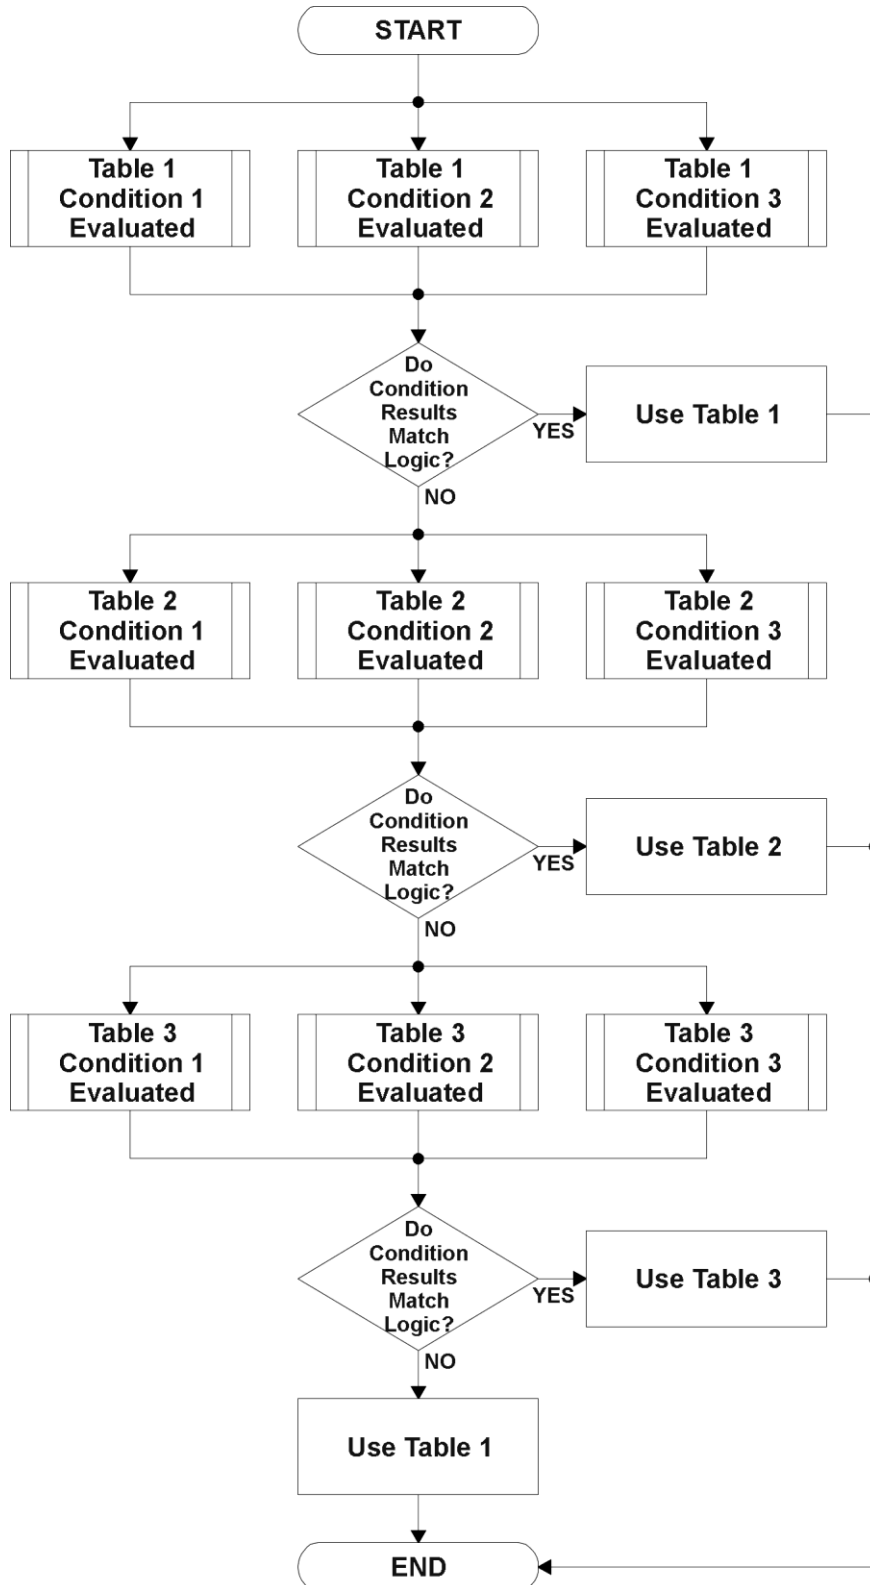 START
Table 1
Condition 1
Evaluated
Table 1
Condition 2
Evaluated
Table 1
Condition 3
Evaluated
Do
Condition
Results
Match
Logic?
YES
Use Table 1
NO
Table 2
Condition 1
Evaluated
Table 2
Condition 2
Evaluated
Table 2
Condition 3
Evaluated
Do
Condition
Results
Match
Logic?
YES
Use Table 2
NO
Table 3
Condition 1
Evaluated
Table 3
Condition 2
Evaluated
Table 3
Condition 3
Evaluated
Do
Condition
Results
Match
Logic?
YES
Use Table 3
NO
Use Table 1
END